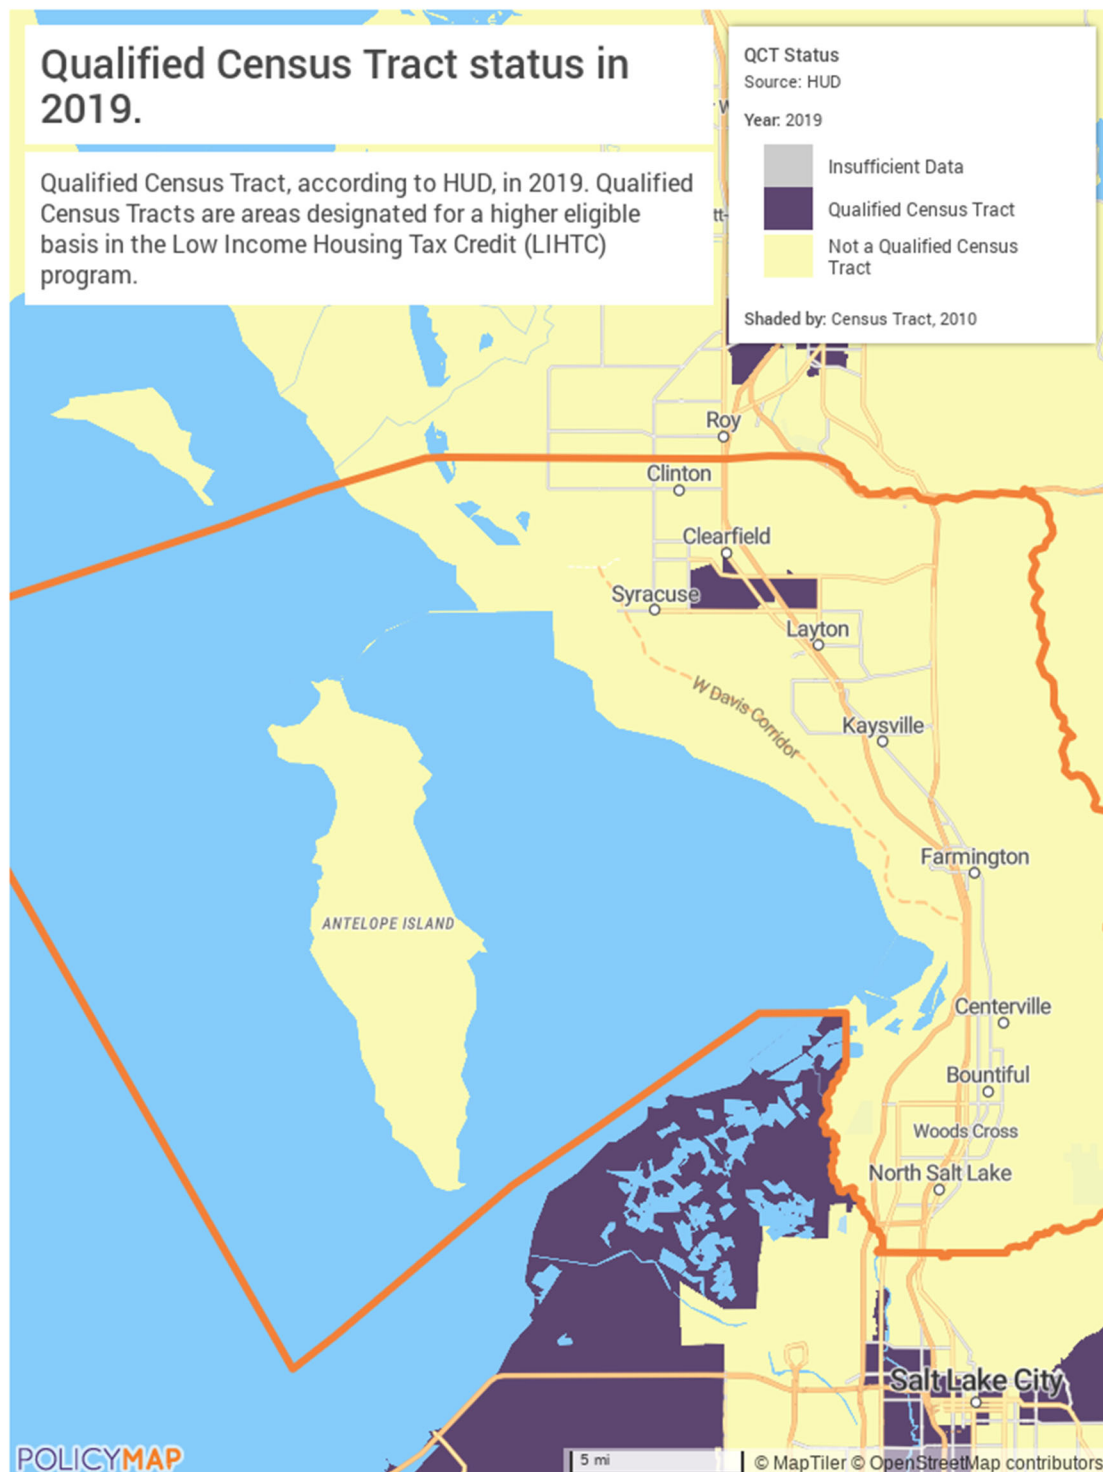 Qualified Census Tract status in
2019.
Qualified Census Tract, according to HUD, in 2019. Qualified
Census Tracts are areas designated for a higher eligible
basis in the Low Income Housing Tax Credit (LIHTC)
program.
QCT Status
Source: HUD
Year: 2019
Insufficient Data
Qualified Census Tract
Not a Qualified Census
Tract
Shaded by: Census Tract, 2010
Roy
Clinton
Clearfield
Syracuse
Layton
W Davis Corridor
Kaysville
Farmington
ANTELOPE ISLAND
Centerville
Bountiful
Woods Cross
North Salt Lake
Salt Lake City
POLICYMAP
5 mi
© MapTiler © OpenStreetMap contributors